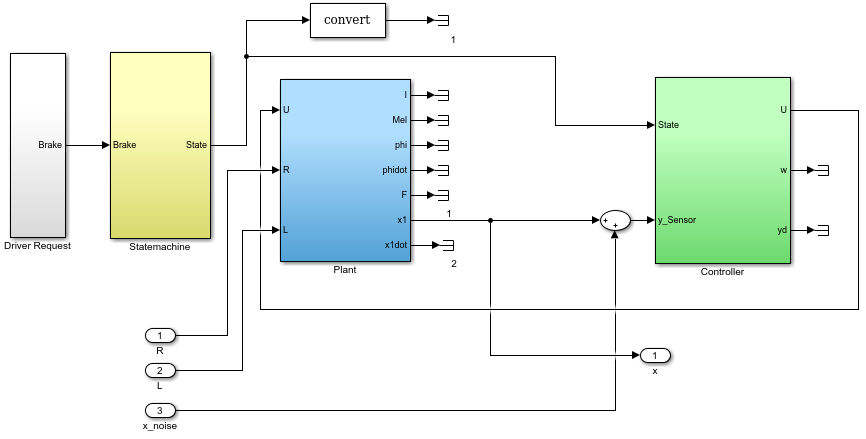 convert
1
Brake
Driver Request
Brake
State
Statemachine
U
R
L
I
Mel
phi
phidot
F
x1
x1dot
1
2
Plant
+
+
State
y_Sensor
U
w
yd
Controller
1
R
2
L
3
x_noise
1
x